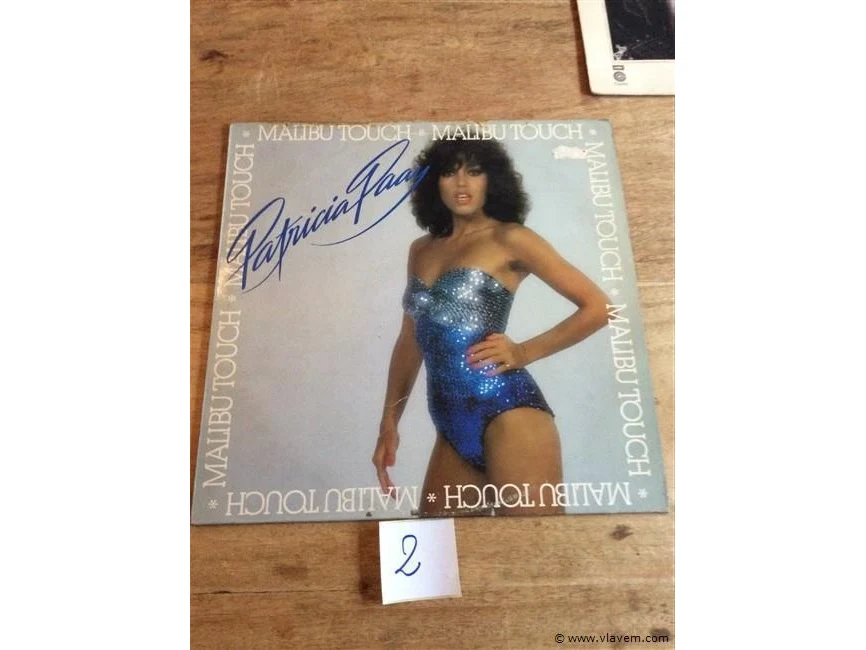 * MALIBU TOUCH * MALIBU TOUCH *
Patricia Paay
MALIBU TOUCH * MALIBU TOUCH
MALIBU TOUCH * MALIBU TOUCH *
MALIBU TOUCH * MALIBU TOUCH *
2
© www.vlavem.com